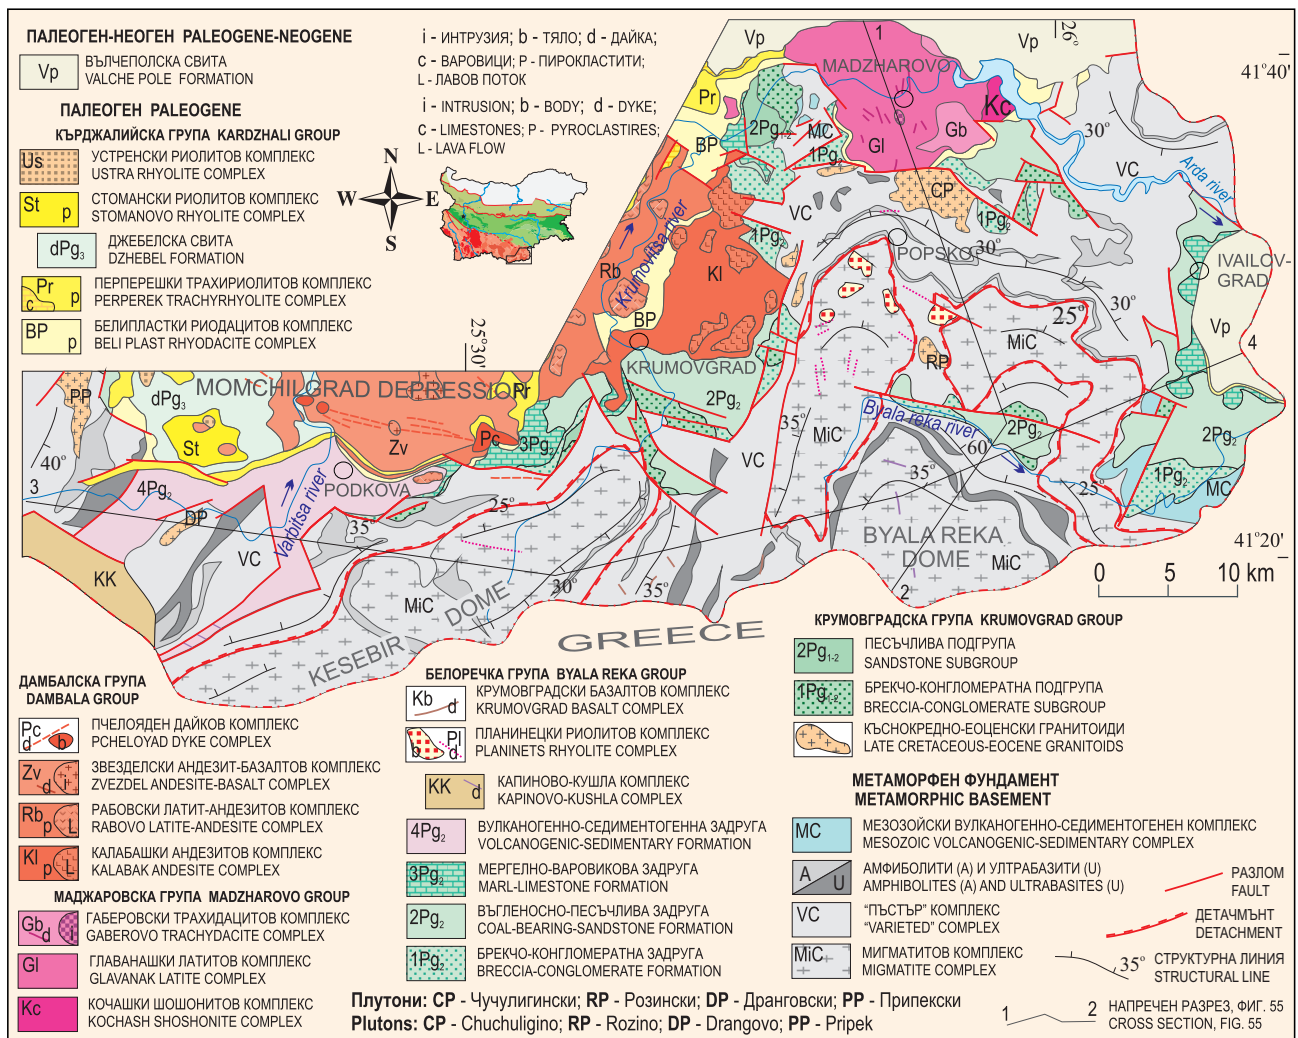 ПАЛЕОГЕН-НЕОГЕН PALEOGENE-NEOGENE
Vp
ВЪЛЧЕПОЛСКА СВИТА
VALCHE POLE FORMATION
ПАЛЕОГЕН PALEOGENE
КЪРДЖАЛИЙСКА ГРУПА KARDZHALI GROUP
Us
УСТРЕНСКИ РИОЛИТОВ КОМПЛЕКС
USTRA RHYOLITE COMPLEX
St p
СТОМАНСКИ РИОЛИТОВ КОМПЛЕКС
STOMANOVO RHYOLITE COMPLEX
dPg3
ДЖЕБЕЛСКА СВИТА
DZHEBEL FORMATION
Pr c p
ПЕРПЕРЕШКИ ТРАХИРИОЛИТОВ КОМПЛЕКС
PERPEREK TRACHYRHYOLITE COMPLEX
BP p
БЕЛИПЛАСТКИ РИОДАЦИТОВ КОМПЛЕКС
BELI PLAST RHYODACITE COMPLEX
i - ИНТРУЗИЯ; b - ТЯЛО; d - ДАЙКА;
c - ВАРОВИЦИ; P - ПИРОКЛАСТИТИ;
L - ЛАВОВ ПОТОК
i - INTRUSION; b - BODY; d - DYKE;
c - LIMESTONES; P - PYROCLASTIRES;
L - LAVA FLOW
N
W E
S
Vp
1
Vp
26°
41°40'
MADZHAROVO
Pr
Kc
2Pg1-2
MC
Gb
30°
BP
1Pg2
Gl
VC
Arda river
CP
VC
1Pg2
1Pg2
30°
POPSKO
IVAILOV-
GRAD
Krumovitsa river
Rb
Kl
30°
BP
25°
MiC
Vp
4
25°30'
RP
KRUMOVGRAD
MOMCHILGRAD DEPRESSION
Pr
PP
dPg3
2Pg2
Byala reka river
St
Zv
Pc
3Pg2
35°
MiC
2Pg2
2Pg2
60°
40°
VC
35°
1Pg2
3
4Pg2
PODKOVA
25°
25°
MC
DP
Varbitsa river
35°
BYALA REKA
DOME
41°20'
VC
KK
MiC
30°
35°
MiC
2
0 5 10 km
KESEBIR DOME
GREECE
ДАМБАЛСКА ГРУПА
DAMBALA GROUP
Pc d b
ПЧЕЛОЯДЕН ДАЙКОВ КОМПЛЕКС
PCHELOYAD DYKE COMPLEX
Zv d i
ЗВЕЗДЕЛСКИ АНДЕЗИТ-БАЗАЛТОВ КОМПЛЕКС
ZVEZDEL ANDESITE-BASALT COMPLEX
Rb p L
РАБОВСКИ ЛАТИТ-АНДЕЗИТОВ КОМПЛЕКС
RABOVO LATITE-ANDESITE COMPLEX
Kl p L
КАЛАБАШКИ АНДЕЗИТОВ КОМПЛЕКС
KALABAK ANDESITE COMPLEX
МАДЖАРОВСКА ГРУПА MADZHAROVO GROUP
Gb d i
ГАБЕРОВСКИ ТРАХИДАЦИТОВ КОМПЛЕКС
GABEROVO TRACHYDACITE COMPLEX
Gl
ГЛАВАНАШКИ ЛАТИТОВ КОМПЛЕКС
GLAVANAK LATITE COMPLEX
Kc
КОЧАШКИ ШОШОНИТОВ КОМПЛЕКС
KOCHASH SHOSHONITE COMPLEX
БЕЛОРЕЧКА ГРУПА BYALA REKA GROUP
Kb d
КРУМОВГРАДСКИ БАЗАЛТОВ КОМПЛЕКС
KRUMOVGRAD BASALT COMPLEX
b Pl d
ПЛАНИНЕЦКИ РИОЛИТОВ КОМПЛЕКС
PLANINETS RHYOLITE COMPLEX
KK d
КАПИНОВО-КУШЛА КОМПЛЕКС
KAPINOVO-KUSHLA COMPLEX
4Pg2
ВУЛКАНОГЕННО-СЕДИМЕНТОГЕННА ЗАДРУГА
VOLCANOGENIC-SEDIMENTARY FORMATION
3Pg2
МЕРГЕЛНО-ВАРОВИКОВА ЗАДРУГА
MARL-LIMESTONE FORMATION
2Pg2
ВЪГЛЕНОСНО-ПЕСЪЧЛИВА ЗАДРУГА
COAL-BEARING-SANDSTONE FORMATION
1Pg2
БРЕКЧО-КОНГЛОМЕРАТНА ЗАДРУГА
BRECCIA-CONGLOMERATE FORMATION
КРУМОВГРАДСКА ГРУПА KRUMOVGRAD GROUP
2Pg1-2
ПЕСЪЧЛИВА ПОДГРУПА
SANDSTONE SUBGROUP
1Pg1-2
БРЕКЧО-КОНГЛОМЕРАТНА ПОДГРУПА
BRECCIA-CONGLOMERATE SUBGROUP
КЪСНОКРЕДНО-ЕОЦЕНСКИ ГРАНИТОИДИ
LATE CRETACEOUS-EOCENE GRANITOIDS
МЕТАМОРФЕН ФУНДАМЕНТ
METAMORPHIC BASEMENT
MC
МЕЗОЗОЙСКИ ВУЛКАНОГЕННО-СЕДИМЕНТОГЕНЕН КОМПЛЕКС
MESOZOIC VOLCANOGENIC-SEDIMENTARY COMPLEX
A U
АМФИБОЛИТИ (A) И УЛТРАБАЗИТИ (U)
AMPHIBOLITES (A) AND ULTRABASITES (U)
VC
"ПЪСТЪР" КОМПЛЕКС
"VARIETED" COMPLEX
MiC
МИГМАТИТОВ КОМПЛЕКС
MIGMATITE COMPLEX
РАЗЛОМ
FAULT
ДЕТАЧМЪНТ
DETACHMENT
35°
СТРУКТУРНА ЛИНИЯ
STRUCTURAL LINE
1 2
НАПРЕЧЕН РАЗРЕЗ, ФИГ. 55
CROSS SECTION, FIG. 55
Плутони: CP - Чучулигински; RP - Розински; DP - Дранговски; PP - Припекски
Plutons: CP - Chuchuligino; RP - Rozino; DP - Drangovo; PP - Pripek